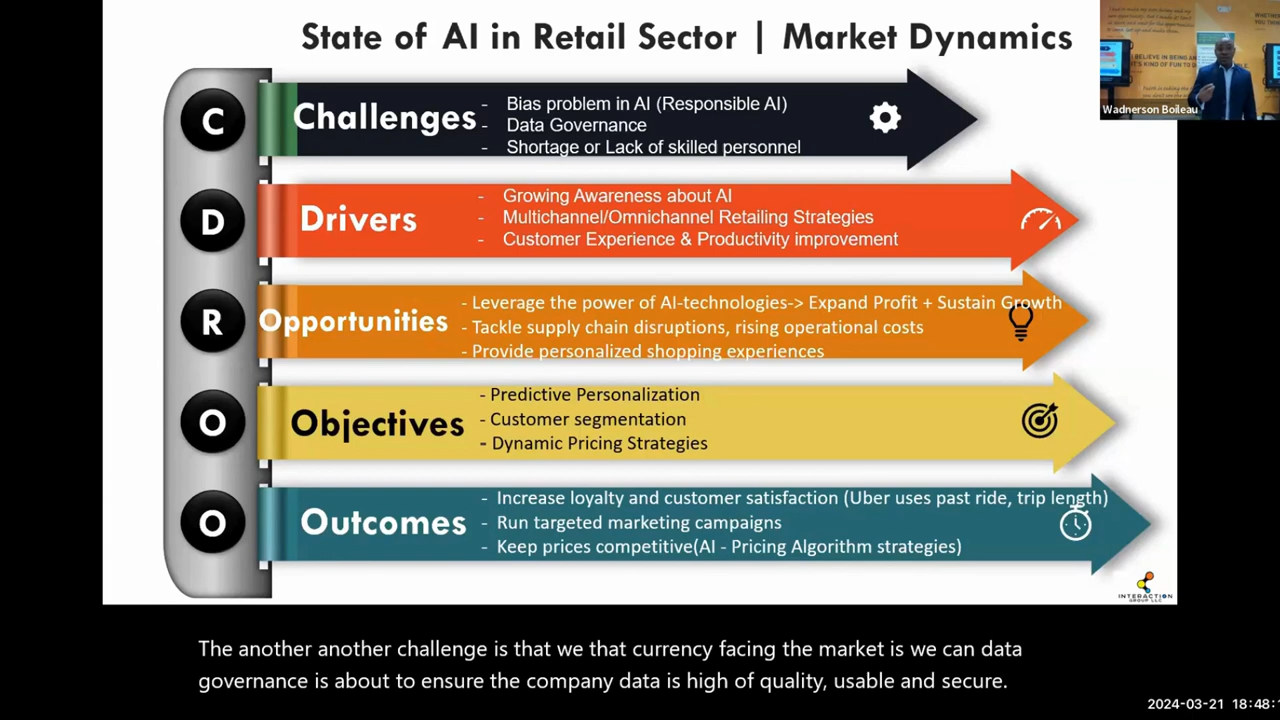 State of AI in Retail Sector | Market Dynamics
C
Challenges
- Bias problem in AI (Responsible AI)
- Data Governance
- Shortage or Lack of skilled personnel
D
Drivers
- Growing Awareness about AI
- Multichannel/Omnichannel Retailing Strategies
- Customer Experience & Productivity improvement
R
Opportunities
- Leverage the power of AI-technologies-> Expand Profit + Sustain Growth
- Tackle supply chain disruptions, rising operational costs
- Provide personalized shopping experiences
O
Objectives
- Predictive Personalization
- Customer segmentation
- Dynamic Pricing Strategies
O
Outcomes
- Increase loyalty and customer satisfaction (Uber uses past ride, trip length)
- Run targeted marketing campaigns
- Keep prices competitive(AI - Pricing Algorithm strategies)
INTERACTION
GROUP LLC
Wadnerson Boileau
The another another challenge is that we that currency facing the market is we can data
governance is about to ensure the company data is high of quality, usable and secure.
2024-03-21 18:48: